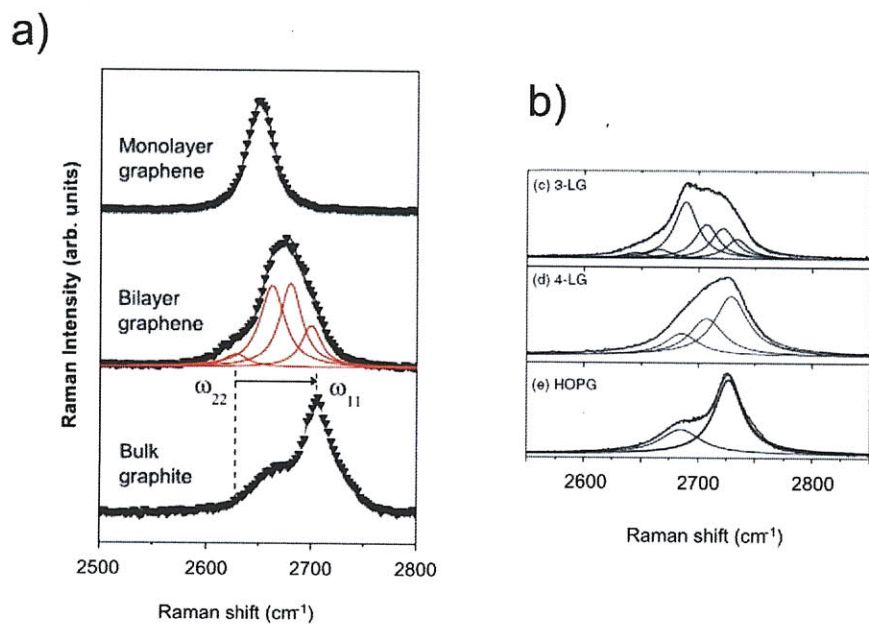 a)
Monolayer
graphene
Bilayer
graphene
ω22
ω11
Bulk
graphite
Raman Intensity (arb. units)
2500
2600
2700
2800
Raman shift (cm-1)
b)
(c) 3-LG
(d) 4-LG
(e) HOPG
2600
2700
2800
Raman shift (cm-1)